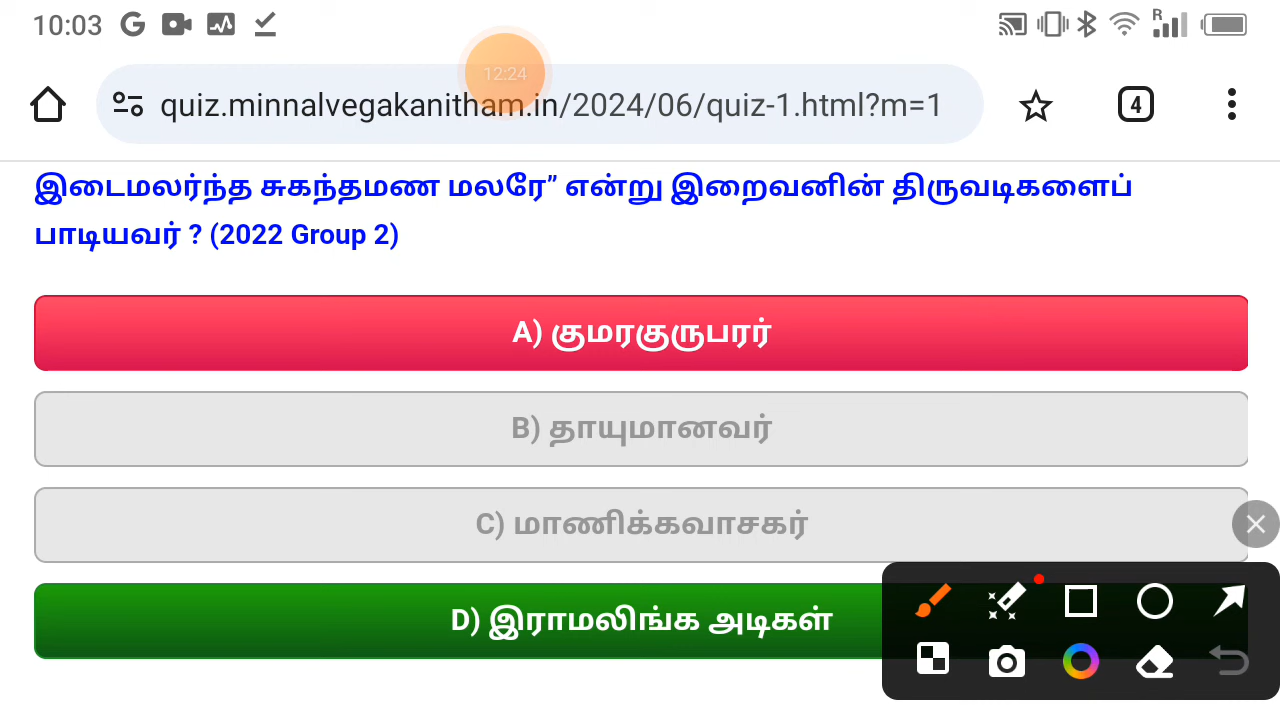 10:03
12:24
R
quiz.minnalvegakanitham.in/2024/06/quiz-1.html?m=1
4
இடைமலர்ந்த சுகந்தமண மலரே” என்று இறைவனின் திருவடிகளைப்
பாடியவர் ? (2022 Group 2)
A) குமரகுருபரர்
B) தாயுமானவர்
C) மாணிக்கவாசகர்
D) இராமலிங்க அடிகள்